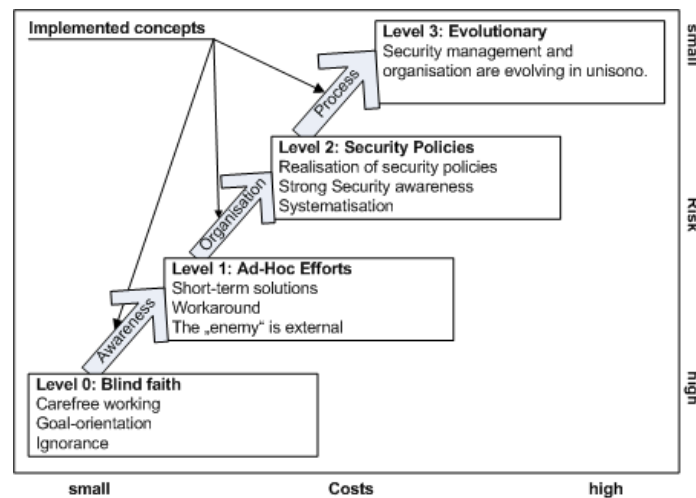 Implemented concepts
Level 3: Evolutionary
Security management and
organisation are evolving in unisono.
Process
Level 2: Security Policies
Realisation of security policies
Strong Security awareness
Systematisation
Organisation
Level 1: Ad-Hoc Efforts
Short-term solutions
Workaround
The „enemy“ is external
Awareness
Level 0: Blind faith
Carefree working
Goal-orientation
Ignorance
small
Risk
high
small
Costs
high